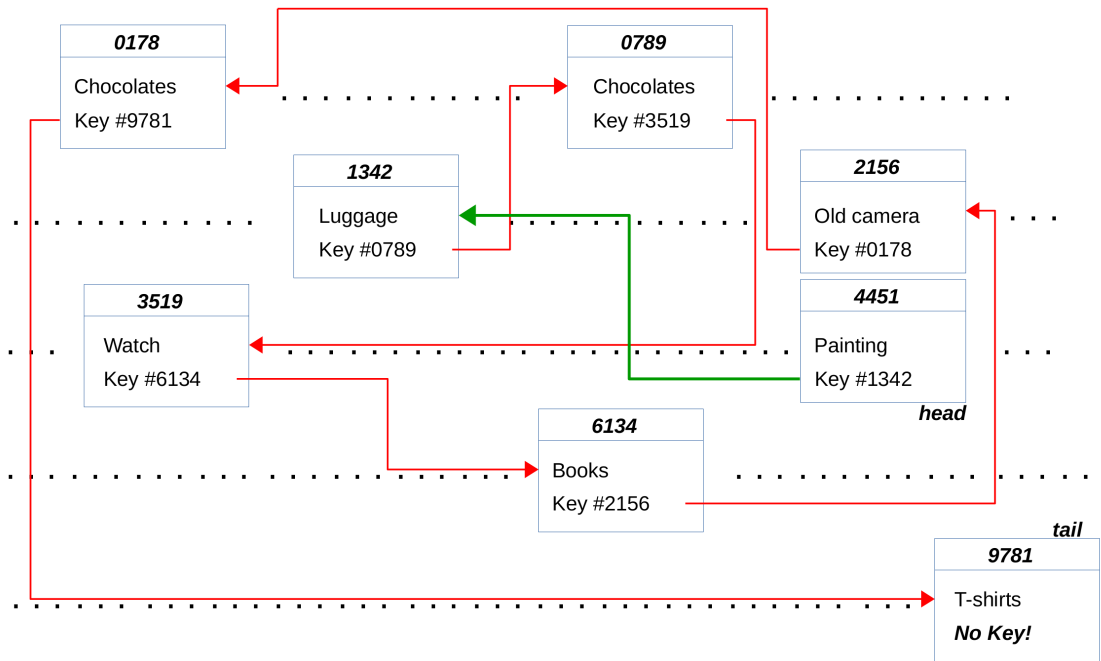 0178
Chocolates
Key #9781
0789
Chocolates
Key #3519
1342
Luggage
Key #0789
2156
Old camera
Key #0178
3519
Watch
Key #6134
4451
Painting
Key #1342
head
6134
Books
Key #2156
tail
9781
T-shirts
No Key!